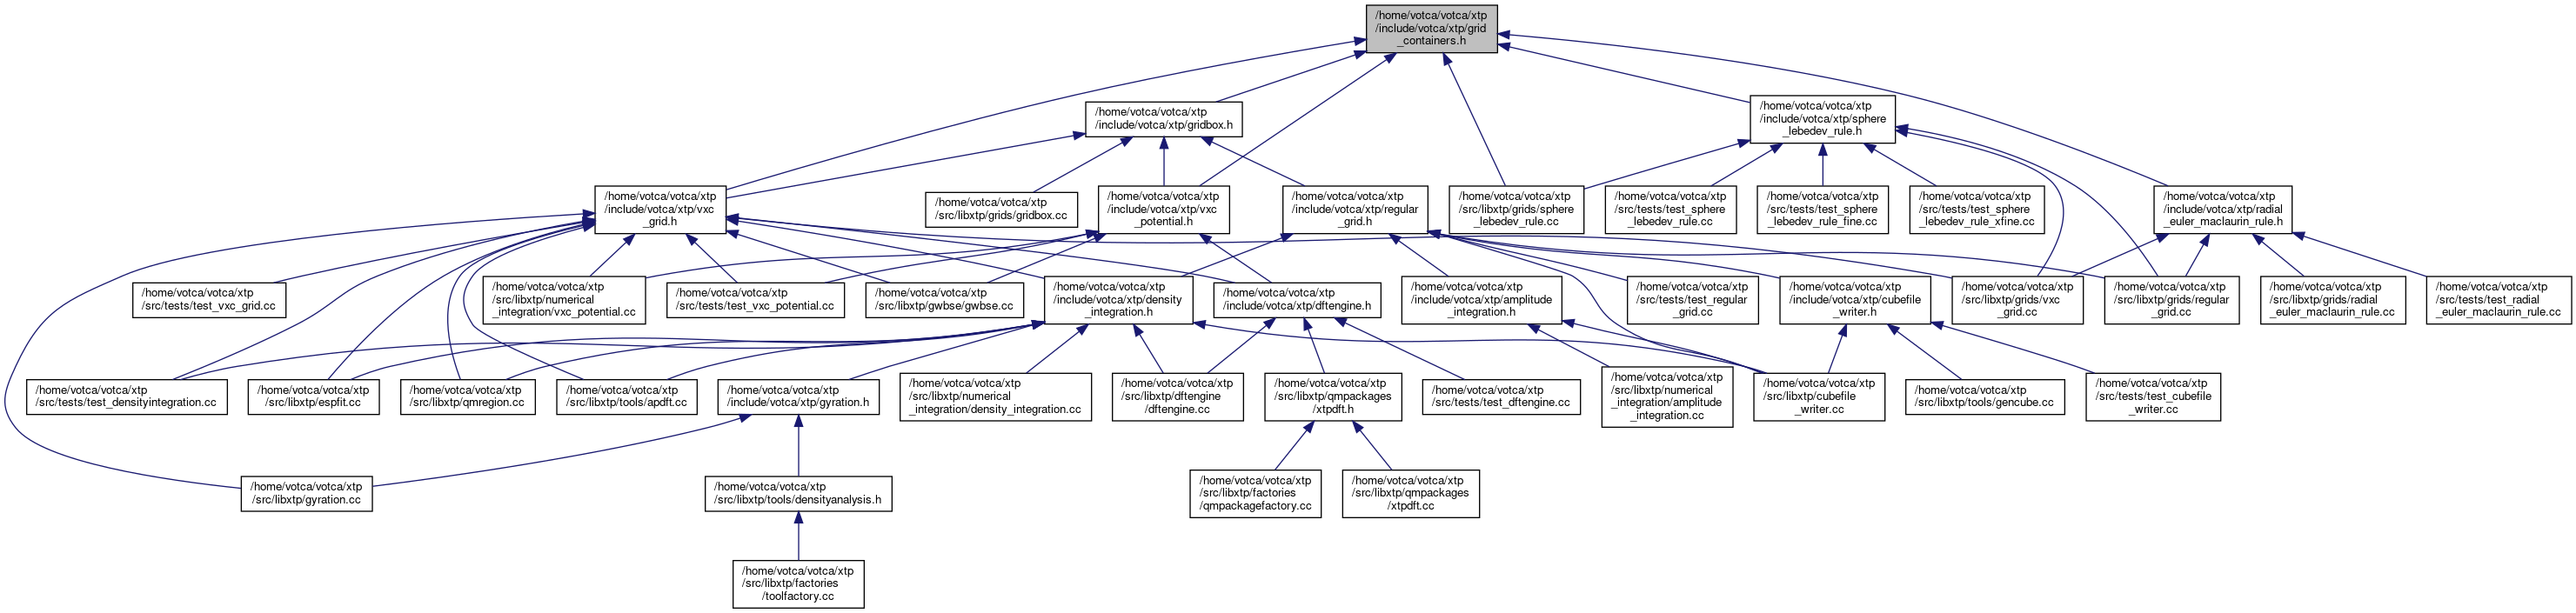 /home/votca/votca/xtp
/include/votca/xtp/grid
_containers.h
/home/votca/votca/xtp
/include/votca/xtp/gridbox.h
/home/votca/votca/xtp
/include/votca/xtp/sphere
_lebedev_rule.h
/home/votca/votca/xtp
/include/votca/xtp/vxc
_grid.h
/home/votca/votca/xtp
/src/libxtp/grids/gridbox.cc
/home/votca/votca/xtp
/include/votca/xtp/vxc
_potential.h
/home/votca/votca/xtp
/include/votca/xtp/regular
_grid.h
/home/votca/votca/xtp
/src/libxtp/grids/sphere
_lebedev_rule.cc
/home/votca/votca/xtp
/src/tests/test_sphere
_lebedev_rule.cc
/home/votca/votca/xtp
/src/tests/test_sphere
_lebedev_rule_fine.cc
/home/votca/votca/xtp
/src/tests/test_sphere
_lebedev_rule_xfine.cc
/home/votca/votca/xtp
/include/votca/xtp/radial
_euler_maclaurin_rule.h
/home/votca/votca/xtp
/src/tests/test_vxc_grid.cc
/home/votca/votca/xtp
/src/libxtp/numerical
_integration/vxc_potential.cc
/home/votca/votca/xtp
/src/tests/test_vxc_potential.cc
/home/votca/votca/xtp
/src/libxtp/gwbse/gwbse.cc
/home/votca/votca/xtp
/include/votca/xtp/density
_integration.h
/home/votca/votca/xtp
/include/votca/xtp/dftengine.h
/home/votca/votca/xtp
/include/votca/xtp/amplitude
_integration.h
/home/votca/votca/xtp
/src/tests/test_regular
_grid.cc
/home/votca/votca/xtp
/include/votca/xtp/cubefile
_writer.h
/home/votca/votca/xtp
/src/libxtp/grids/vxc
_grid.cc
/home/votca/votca/xtp
/src/libxtp/grids/regular
_grid.cc
/home/votca/votca/xtp
/src/libxtp/grids/radial
_euler_maclaurin_rule.cc
/home/votca/votca/xtp
/src/tests/test_radial
_euler_maclaurin_rule.cc
/home/votca/votca/xtp
/src/tests/test_densityintegration.cc
/home/votca/votca/xtp
/src/libxtp/espfit.cc
/home/votca/votca/xtp
/src/libxtp/qmregion.cc
/home/votca/votca/xtp
/src/libxtp/tools/apdft.cc
/home/votca/votca/xtp
/include/votca/xtp/gyration.h
/home/votca/votca/xtp
/src/libxtp/numerical
_integration/density_integration.cc
/home/votca/votca/xtp
/src/libxtp/dftengine
/dftengine.cc
/home/votca/votca/xtp
/src/libxtp/qmpackages
/xtpdft.h
/home/votca/votca/xtp
/src/tests/test_dftengine.cc
/home/votca/votca/xtp
/src/libxtp/numerical
_integration/amplitude
_integration.cc
/home/votca/votca/xtp
/src/libxtp/cubefile
_writer.cc
/home/votca/votca/xtp
/src/libxtp/tools/gencube.cc
/home/votca/votca/xtp
/src/tests/test_cubefile
_writer.cc
/home/votca/votca/xtp
/src/libxtp/gyration.cc
/home/votca/votca/xtp
/src/libxtp/tools/densityanalysis.h
/home/votca/votca/xtp
/src/libxtp/factories
/qmpackagefactory.cc
/home/votca/votca/xtp
/src/libxtp/qmpackages
/xtpdft.cc
/home/votca/votca/xtp
/src/libxtp/factories
/toolfactory.cc